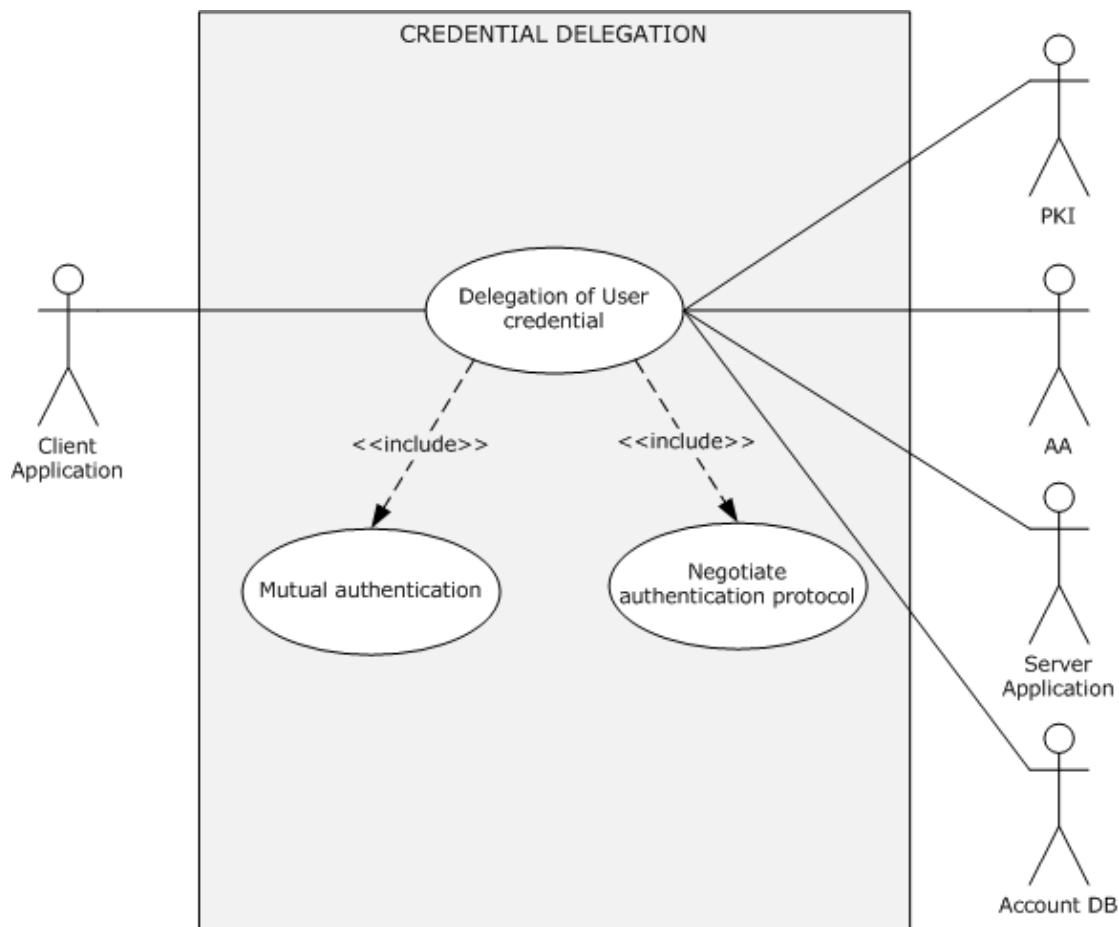 CREDENTIAL DELEGATION
PKI
Delegation of User
credential
Client
Application
<<include>>
<<include>>
AA
Mutual authentication
Negotiate
authentication protocol
Server
Application
Account DB